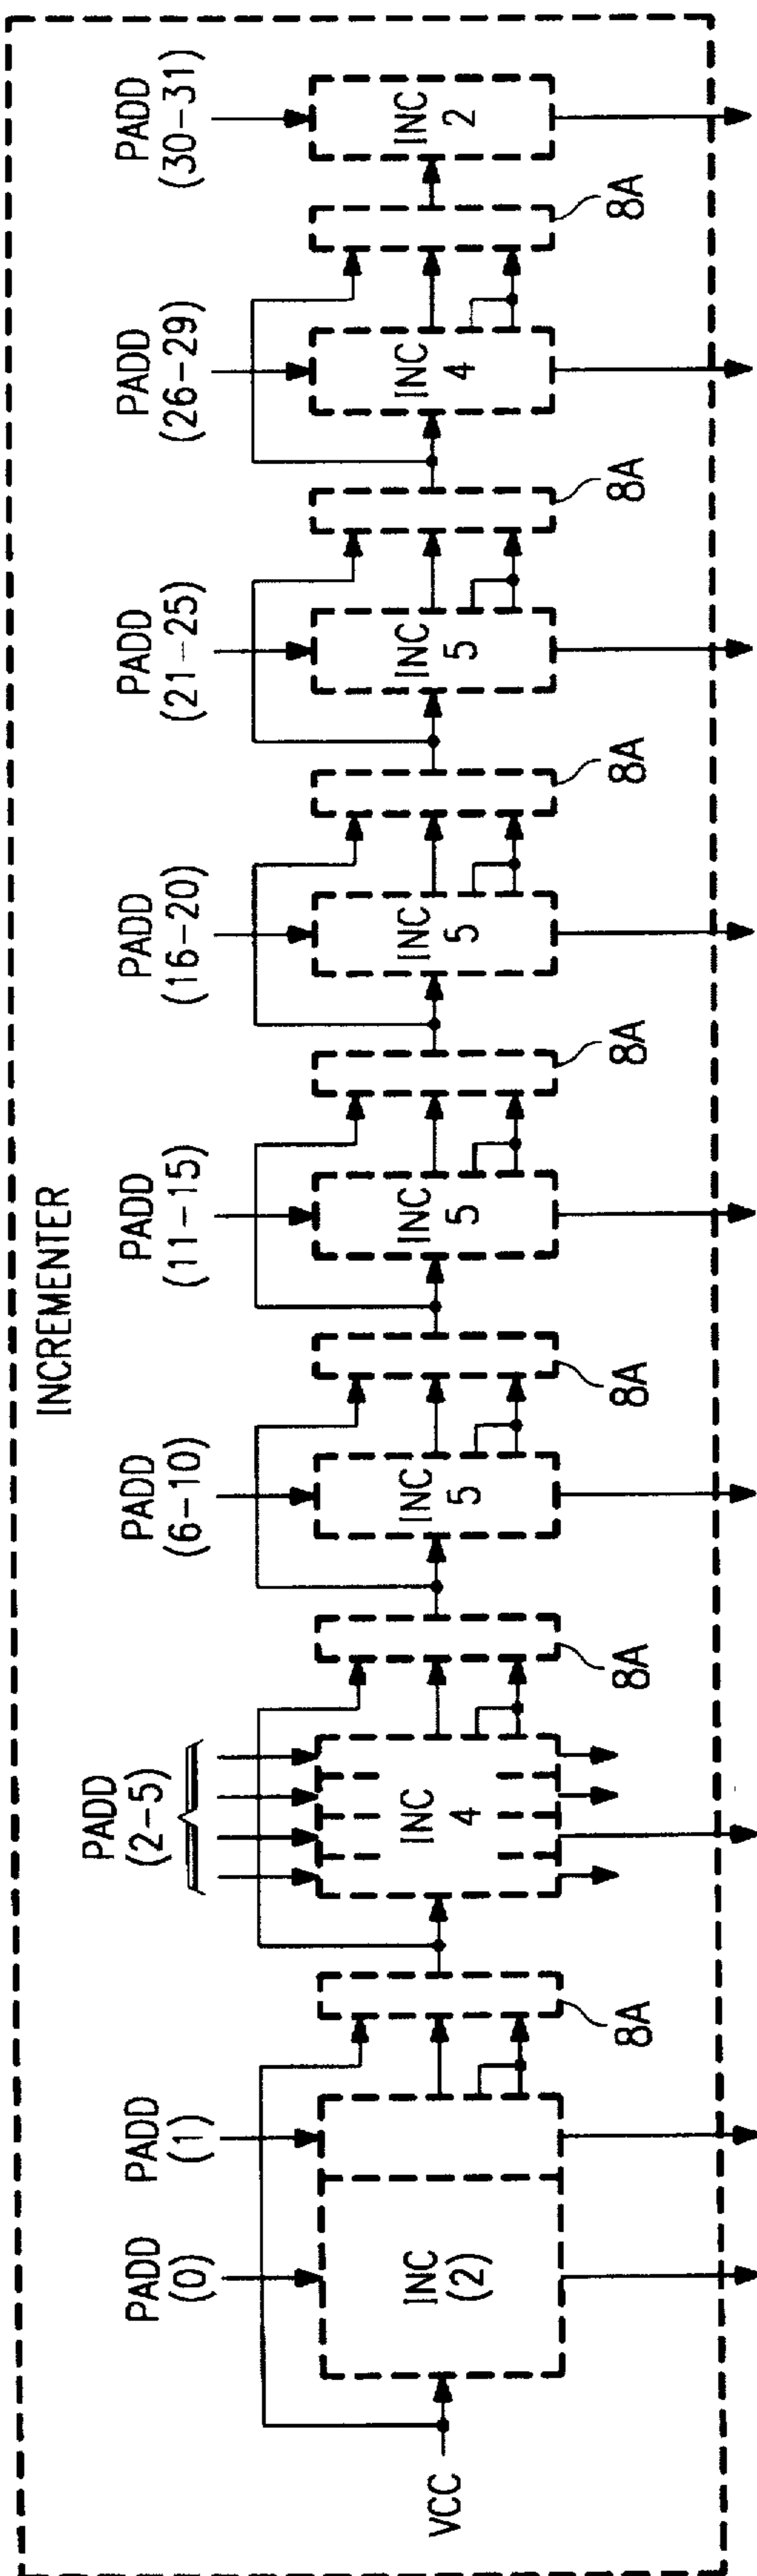 INCREMENTER
PADD
(0)
PADD
(1)
PADD
(2-5)
PADD
(6-10)
PADD
(11-15)
PADD
(16-20)
PADD
(21-25)
PADD
(26-29)
PADD
(30-31)
VCC
INC
(2)
INC
4
INC
5
INC
5
INC
5
INC
5
INC
4
INC
2
8A
8A
8A
8A
8A
8A
8A